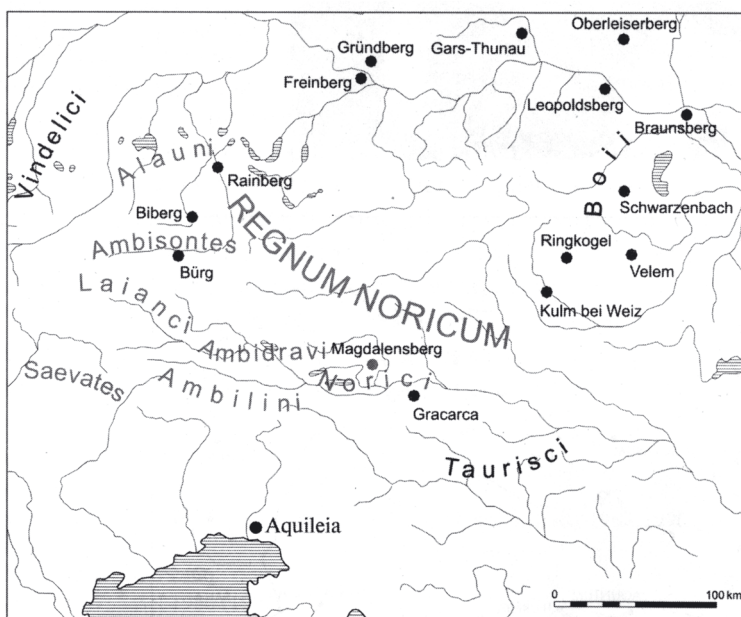 Oberleiserberg
Gründberg
Gars-Thunau
Freinberg
Leopoldsberg
Braunsberg
Vindelici
Alauni
Rainberg
Boii
Schwarzenbach
Biberg
REGNUM NORICUM
Ambisontes
Ringkogel
Velem
Bürg
Laianci
Kulm bei Weiz
Ambidravi
Magdalensberg
Saevates
Ambilini
Norici
Gracarca
Taurisci
Aquileia
0
100 km